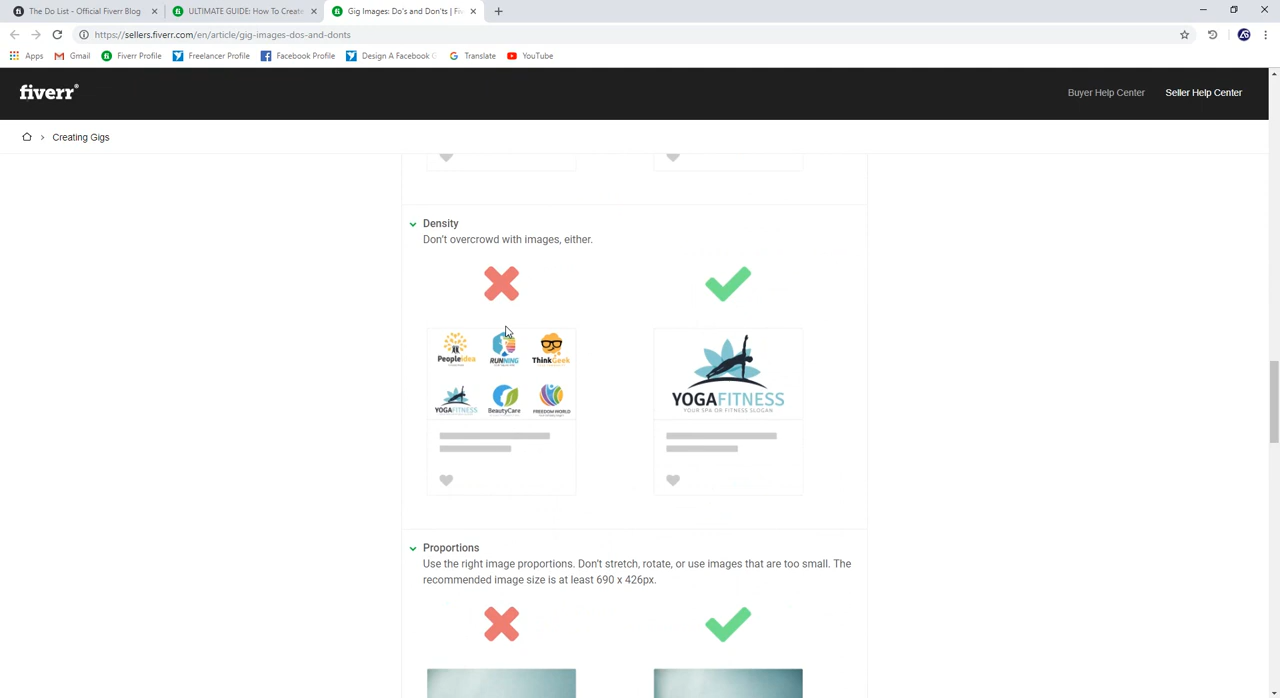 The Do List - Official Fiverr Blog
ULTIMATE GUIDE: How To Create
Gig Images: Do's and Don'ts | Fiv
https://sellers.fiverr.com/en/article/gig-images-dos-and-donts
Apps Gmail Fiverr Profile Freelancer Profile Facebook Profile Design A Facebook Translate YouTube
fiverr
Buyer Help Center Seller Help Center
Creating Gigs
Density
Don't overcrowd with images, either.
PeopleIdea
RUNNING
ThinkGeek
YOGAFITNESS
BeautyCare
FREEDOM WORLD
YOGAFITNESS
YOUR SPA OR FITNESS SLOGAN
Proportions
Use the right image proportions. Don't stretch, rotate, or use images that are too small. The
recommended image size is at least 690 x 426px.